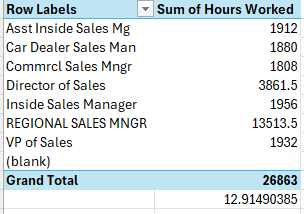 Row Labels Sum of Hours Worked
Asst Inside Sales Mg 1912
Car Dealer Sales Man 1880
Commrcl Sales Mngr 1808
Director of Sales 3861.5
Inside Sales Manager 1956
REGIONAL SALES MNGR 13513.5
VP of Sales 1932
(blank)
Grand Total 26863
12.91490385